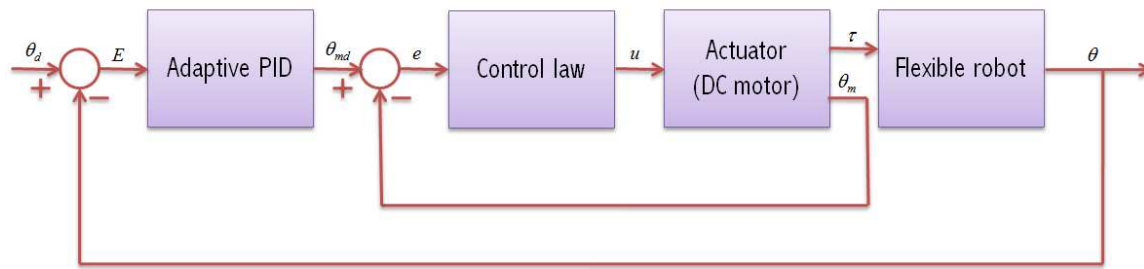 θd
+
−
E
Adaptive PID
θmd
+
−
e
Control law
u
Actuator
(DC motor)
τ
θm
Flexible robot
θ